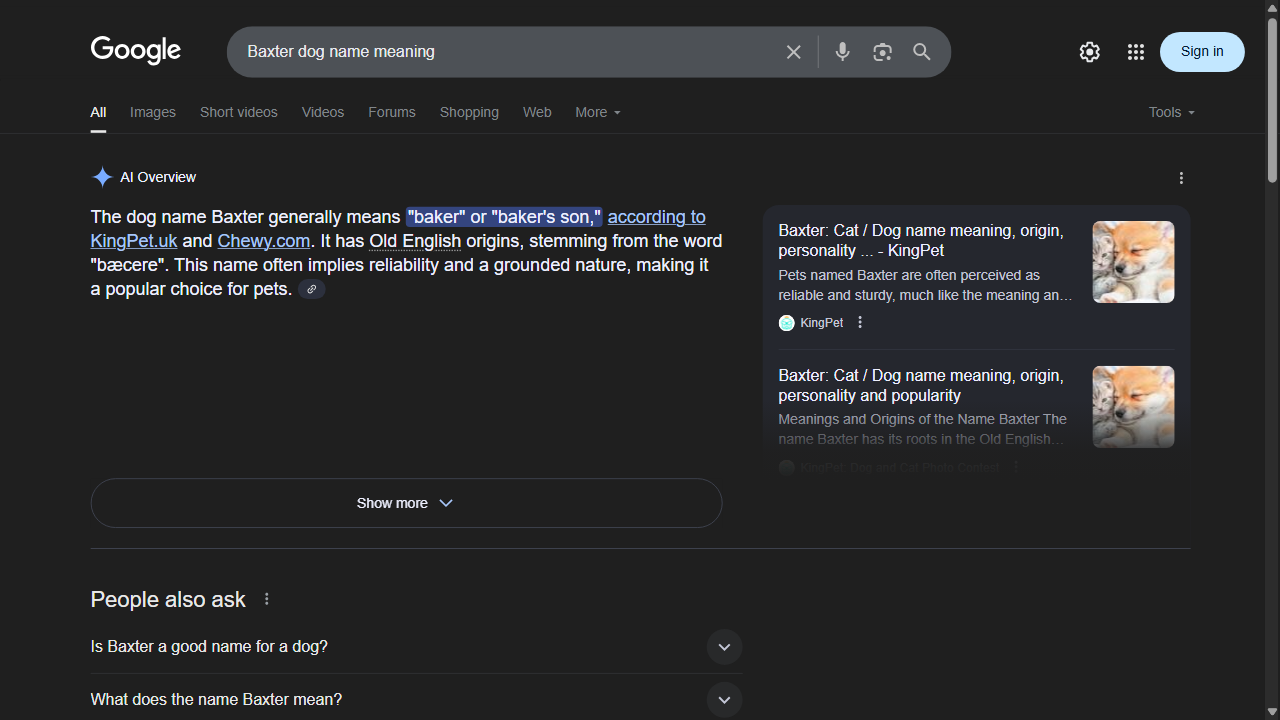 Google
Baxter dog name meaning
Sign in
All
Images
Short videos
Videos
Forums
Shopping
Web
More
Tools
AI Overview
The dog name Baxter generally means "baker" or "baker's son," according to
KingPet.uk and Chewy.com. It has Old English origins, stemming from the word
"bæcere". This name often implies reliability and a grounded nature, making it
a popular choice for pets.
Baxter: Cat / Dog name meaning, origin,
personality ... - KingPet
Pets named Baxter are often perceived as
reliable and sturdy, much like the meaning an...
KingPet
Baxter: Cat / Dog name meaning, origin,
personality and popularity
Meanings and Origins of the Name Baxter The
name Baxter has its roots in the Old English...
KingPet: Dog and Cat Photo Contest
Show more
People also ask
Is Baxter a good name for a dog?
What does the name Baxter mean?